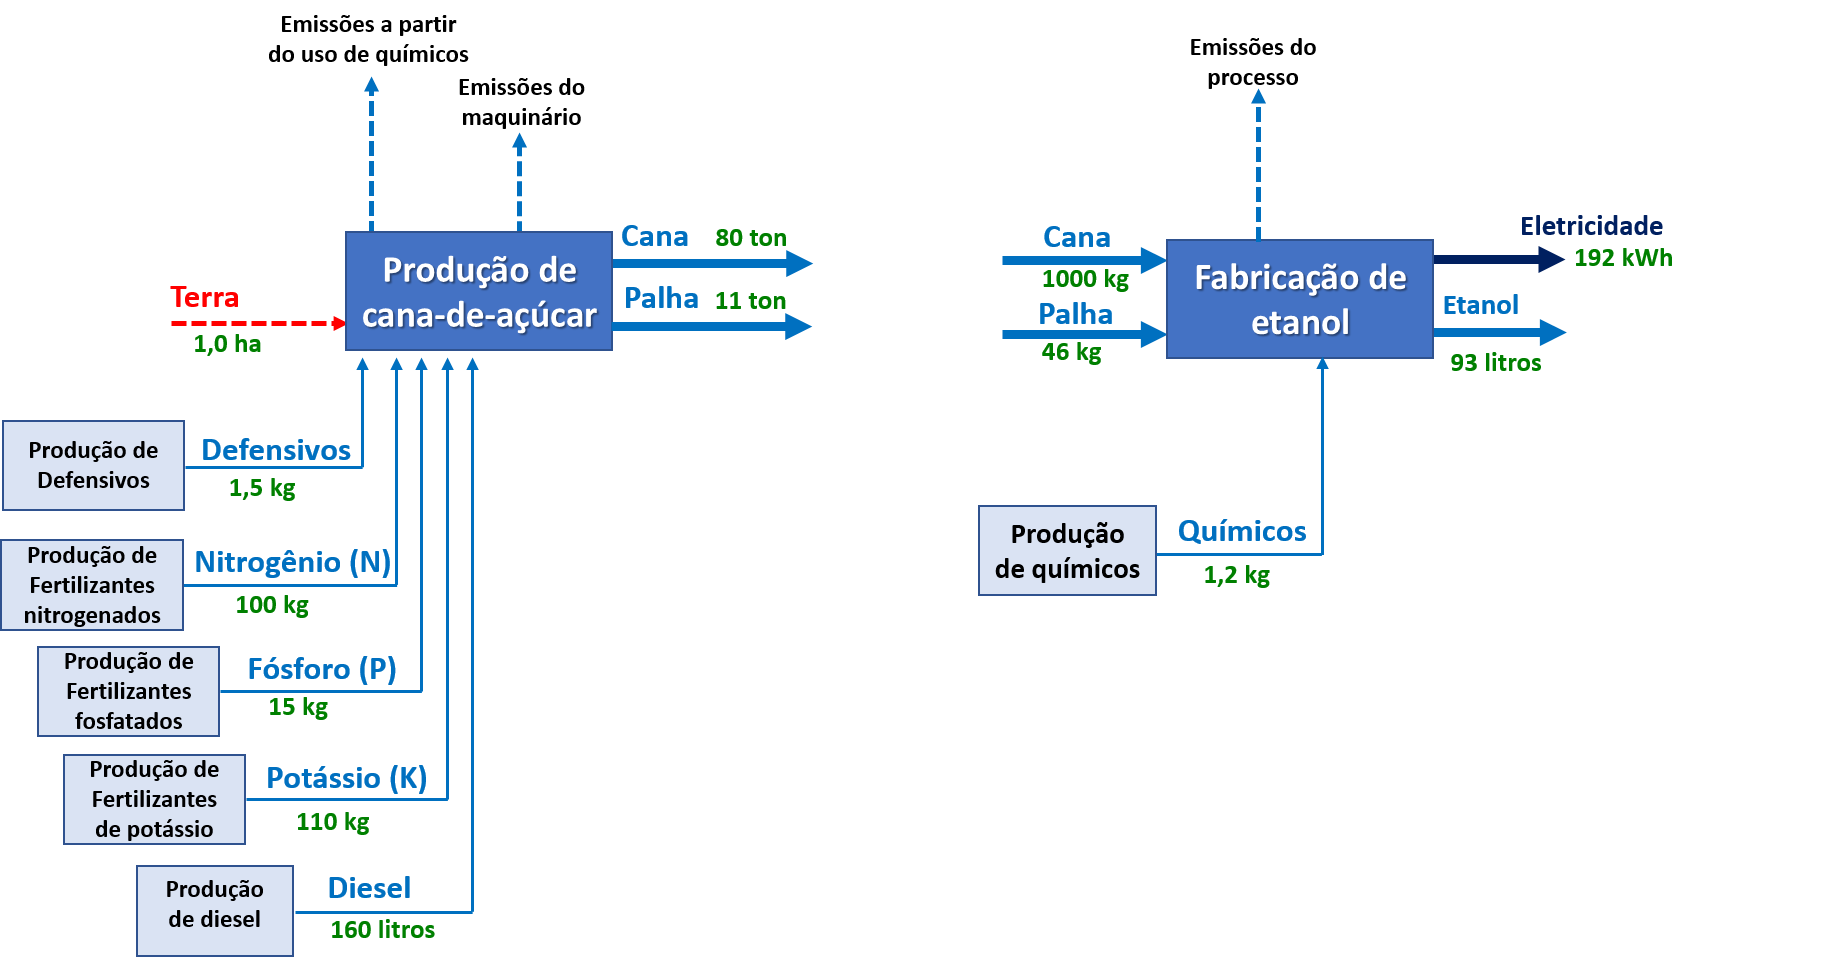 Emissões a partir
do uso de químicos
Emissões do
maquinário
Terra
1,0 ha
Produção de
cana-de-açúcar
Cana
80 ton
Palha
11 ton
Produção de
Defensivos
Defensivos
1,5 kg
Produção de
Fertilizantes
nitrogenados
Nitrogênio (N)
100 kg
Produção de
Fertilizantes
fosfatados
Fósforo (P)
15 kg
Produção de
Fertilizantes
de potássio
Potássio (K)
110 kg
Produção
de diesel
Diesel
160 litros
Emissões do
processo
Cana
1000 kg
Palha
46 kg
Fabricação de
etanol
Eletricidade
192 kWh
Etanol
93 litros
Produção
de químicos
Químicos
1,2 kg